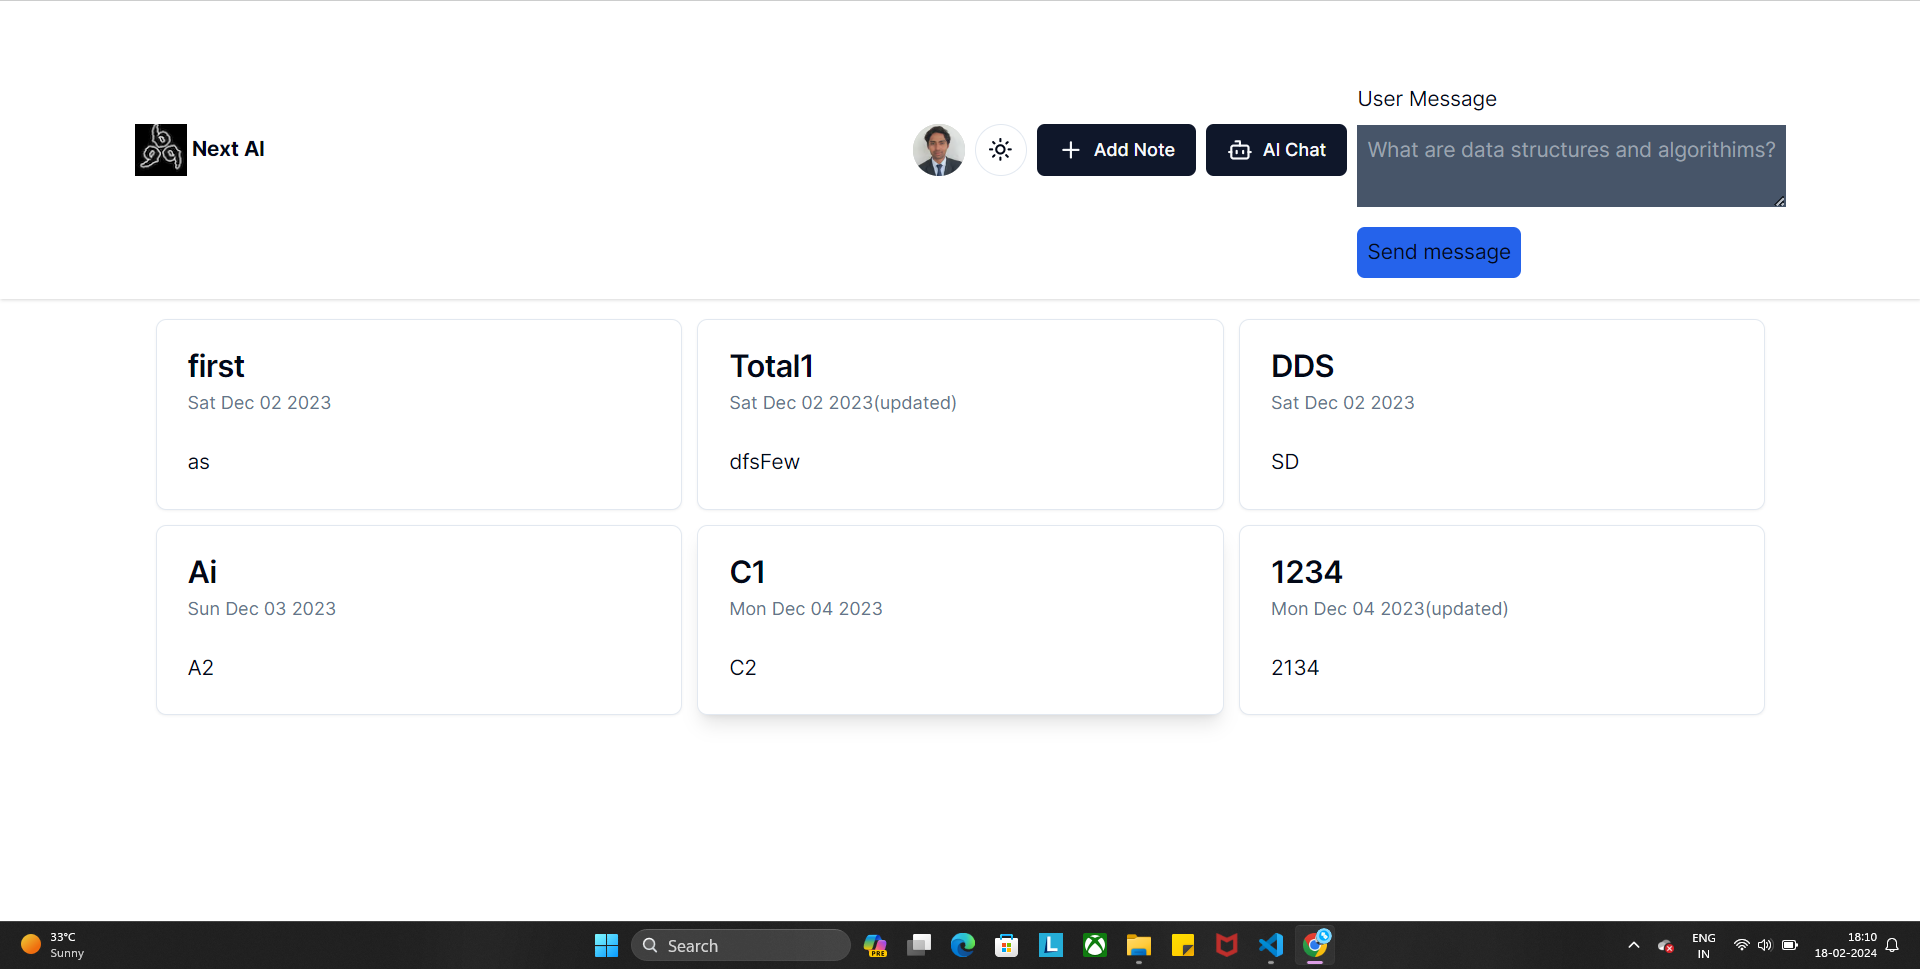 User Message
Next AI
Add Note
AI Chat
What are data structures and algorithims?
Send message
first
Sat Dec 02 2023
as
Total1
Sat Dec 02 2023(updated)
dfsFew
DDS
Sat Dec 02 2023
SD
Ai
Sun Dec 03 2023
A2
C1
Mon Dec 04 2023
C2
1234
Mon Dec 04 2023(updated)
2134
33°C
Sunny
Search
PRE
L
ENG
IN
18:10
18-02-2024